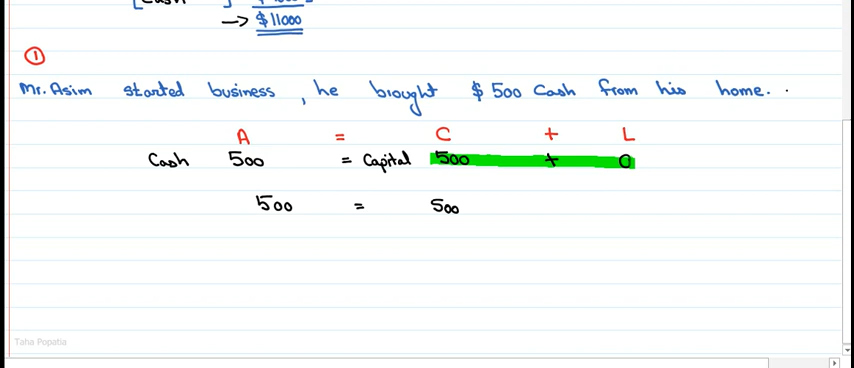 → $11000
①
Mr. Asim started business, he brought $500 Cash from his home.
A = C + L
Cash 500 = Capital 500 + 0
500 = 500
Taha Popatia